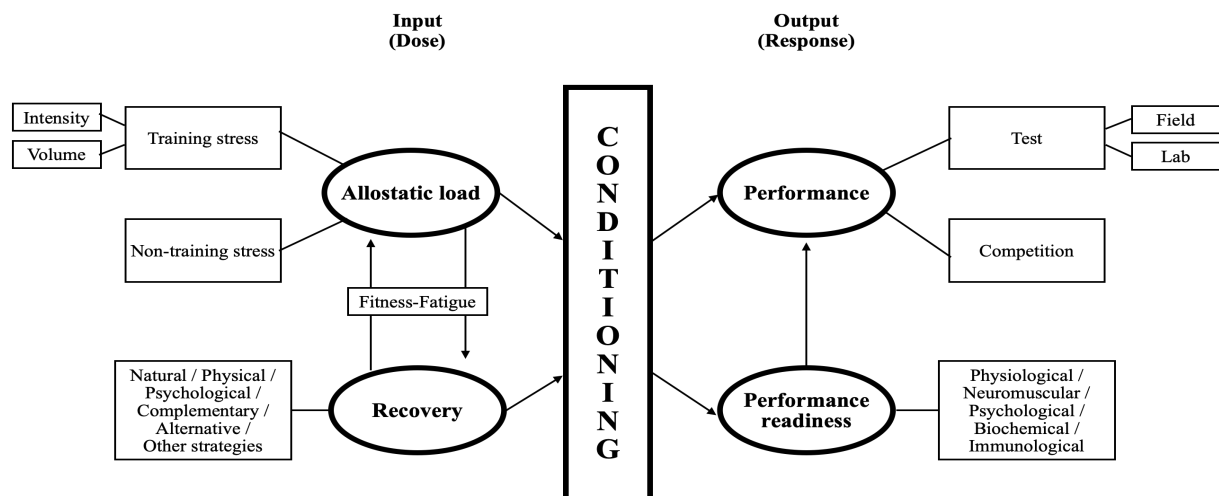 Input
(Dose)
Output
(Response)
Intensity
Volume
Training stress
Non-training stress
Allostatic load
Fitness-Fatigue
Natural / Physical /
Psychological /
Complementary /
Alternative /
Other strategies
Recovery
C
O
N
D
I
T
I
O
N
I
N
G
Performance
Test
Field
Lab
Competition
Performance
readiness
Physiological /
Neuromuscular /
Psychological /
Biochemical /
Immunological